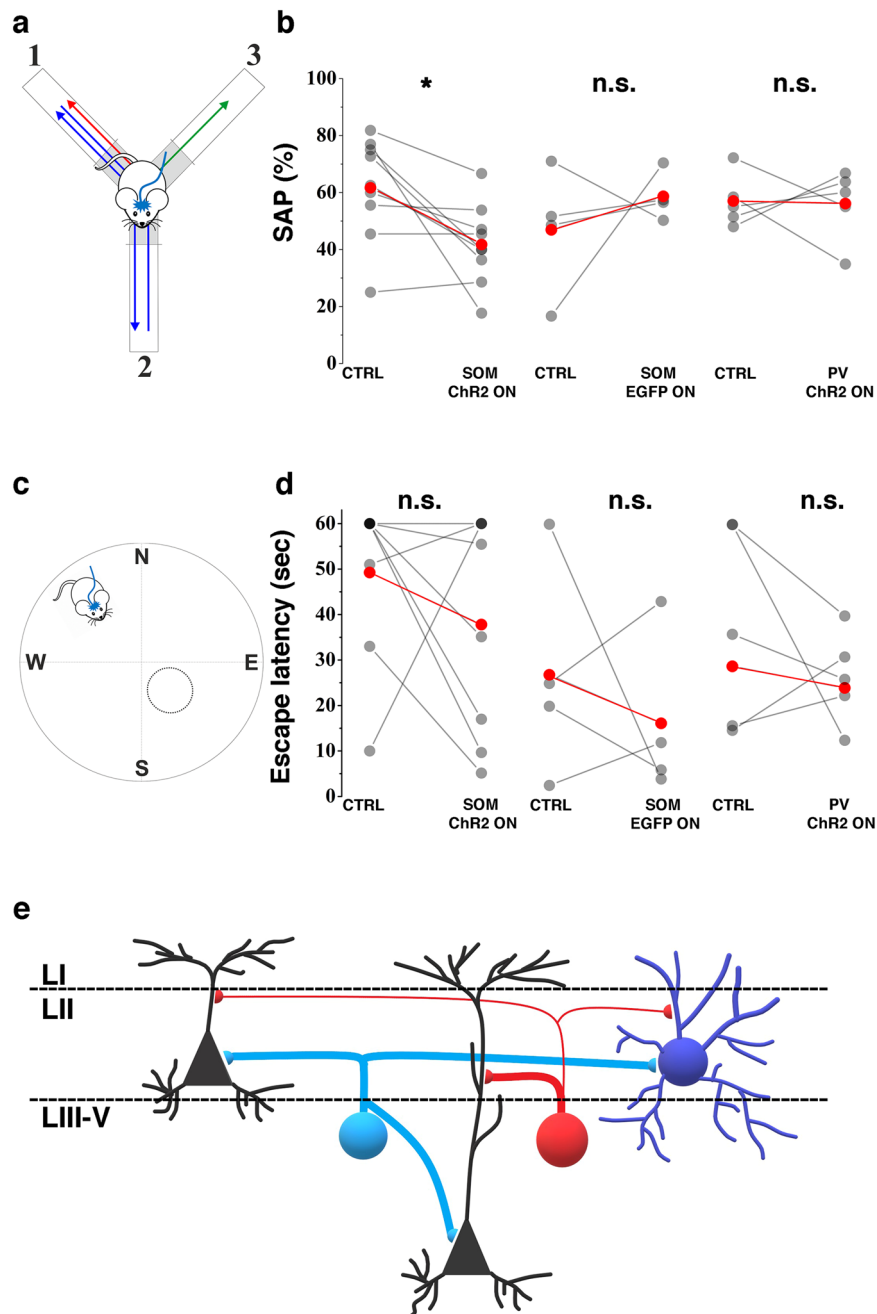 a
1
3
2
b
SAP (%)
100
80
60
40
20
0
*
n.s.
n.s.
CTRL
SOM
ChR2 ON
CTRL
SOM
EGFP ON
CTRL
PV
ChR2 ON
c
N
W
E
S
d
Escape latency (sec)
60
50
40
30
20
10
0
n.s.
n.s.
n.s.
CTRL
SOM
ChR2 ON
CTRL
SOM
EGFP ON
CTRL
PV
ChR2 ON
e
LI
LII
LIII-V